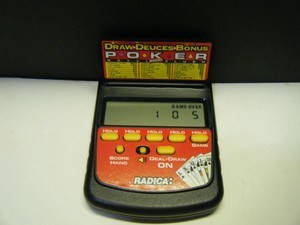 DRAW•DEUCES•BONUS
POKER
GAME OVER
105
HOLD HOLD HOLD HOLD HOLD
GAME
SCORE DEAL•DRAW
HAND ON
RADICA: